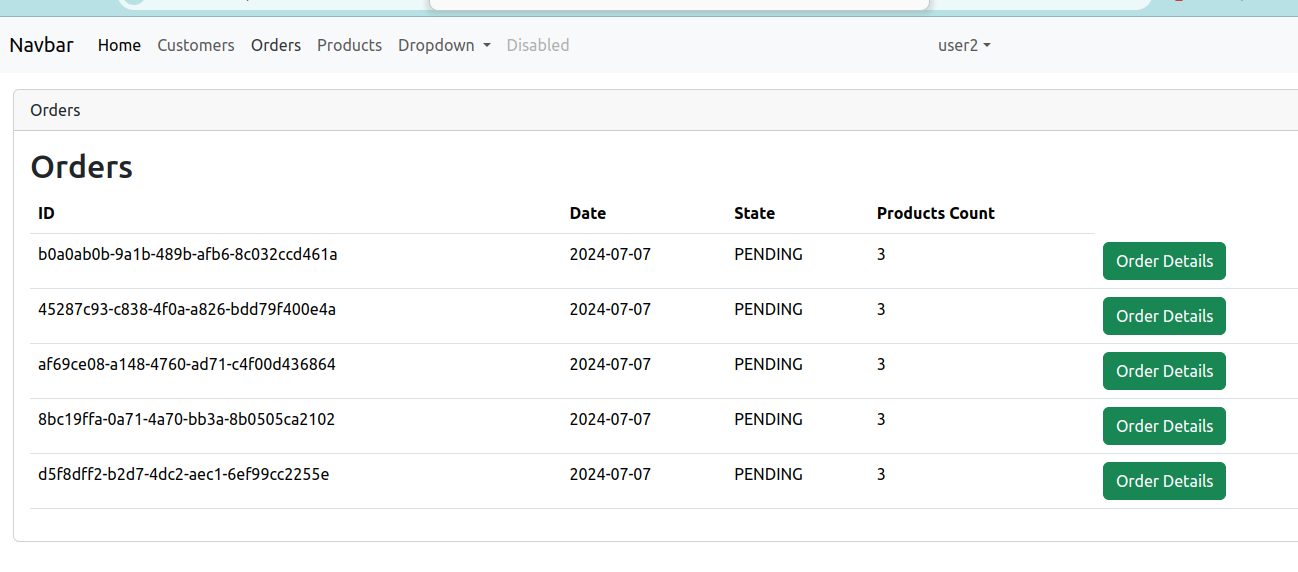 Navbar Home Customers Orders Products Dropdown Disabled user2
Orders
Orders
ID Date State Products Count
b0a0ab0b-9a1b-489b-afb6-8c032ccd461a 2024-07-07 PENDING 3 Order Details
45287c93-c838-4f0a-a826-bdd79f400e4a 2024-07-07 PENDING 3 Order Details
af69ce08-a148-4760-ad71-c4f00d436864 2024-07-07 PENDING 3 Order Details
8bc19ffa-0a71-4a70-bb3a-8b0505ca2102 2024-07-07 PENDING 3 Order Details
d5f8dff2-b2d7-4dc2-aec1-6ef99cc2255e 2024-07-07 PENDING 3 Order Details